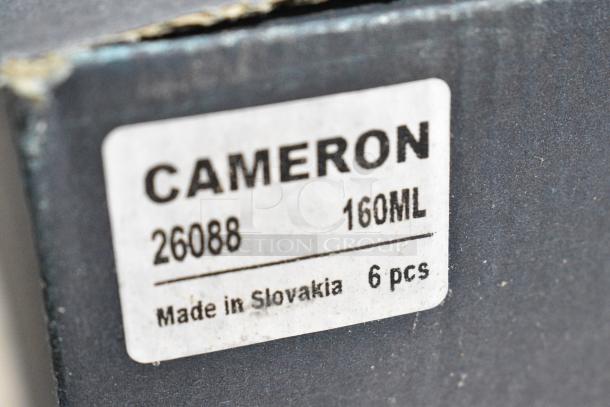 CAMERON
26088 160ML
PCI
AUCTION GROUP
Made in Slovakia 6 pcs